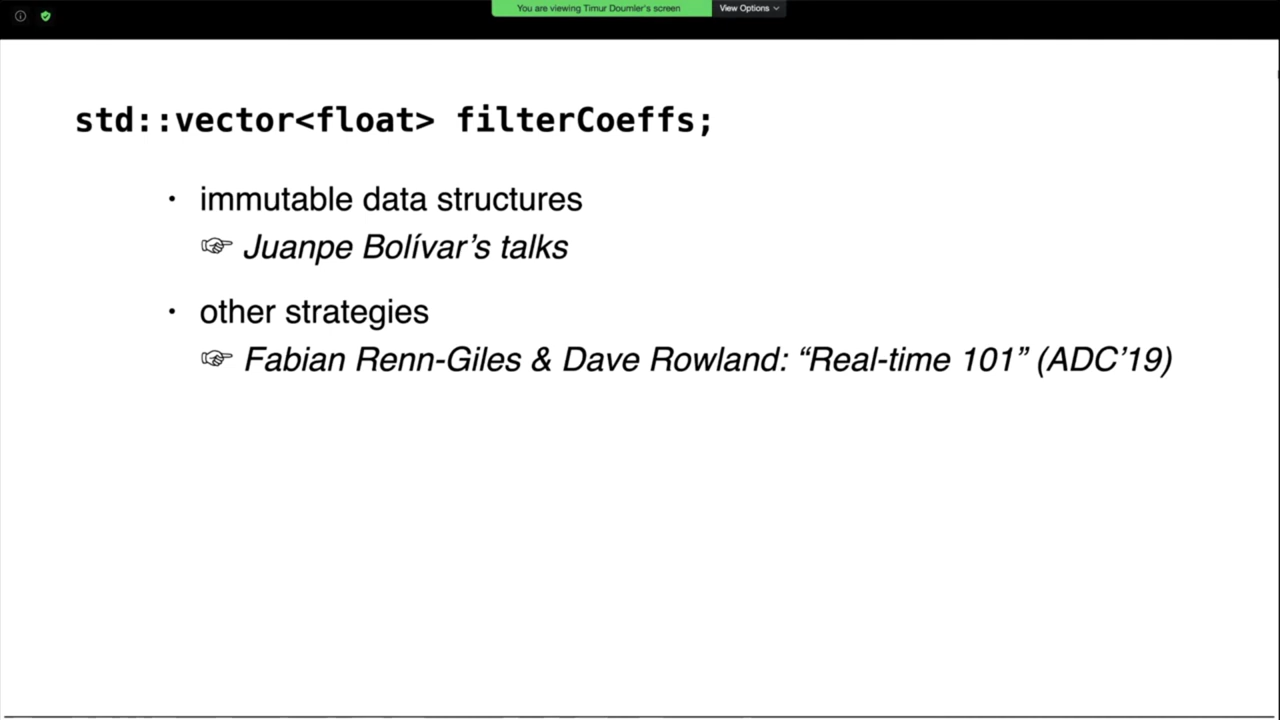 You are viewing Timur Doumler's screen View Options
std::vector<float> filterCoeffs;
• immutable data structures
☞ Juanpe Bolívar’s talks
• other strategies
☞ Fabian Renn-Giles & Dave Rowland: “Real-time 101” (ADC’19)